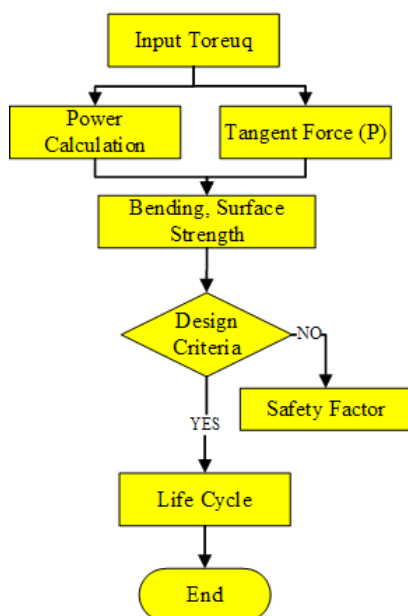 Input Toreuq
Power
Calculation
Tangent Force (P)
Bending, Surface
Strength
Design
Criteria
NO
Safety Factor
YES
Life Cycle
End